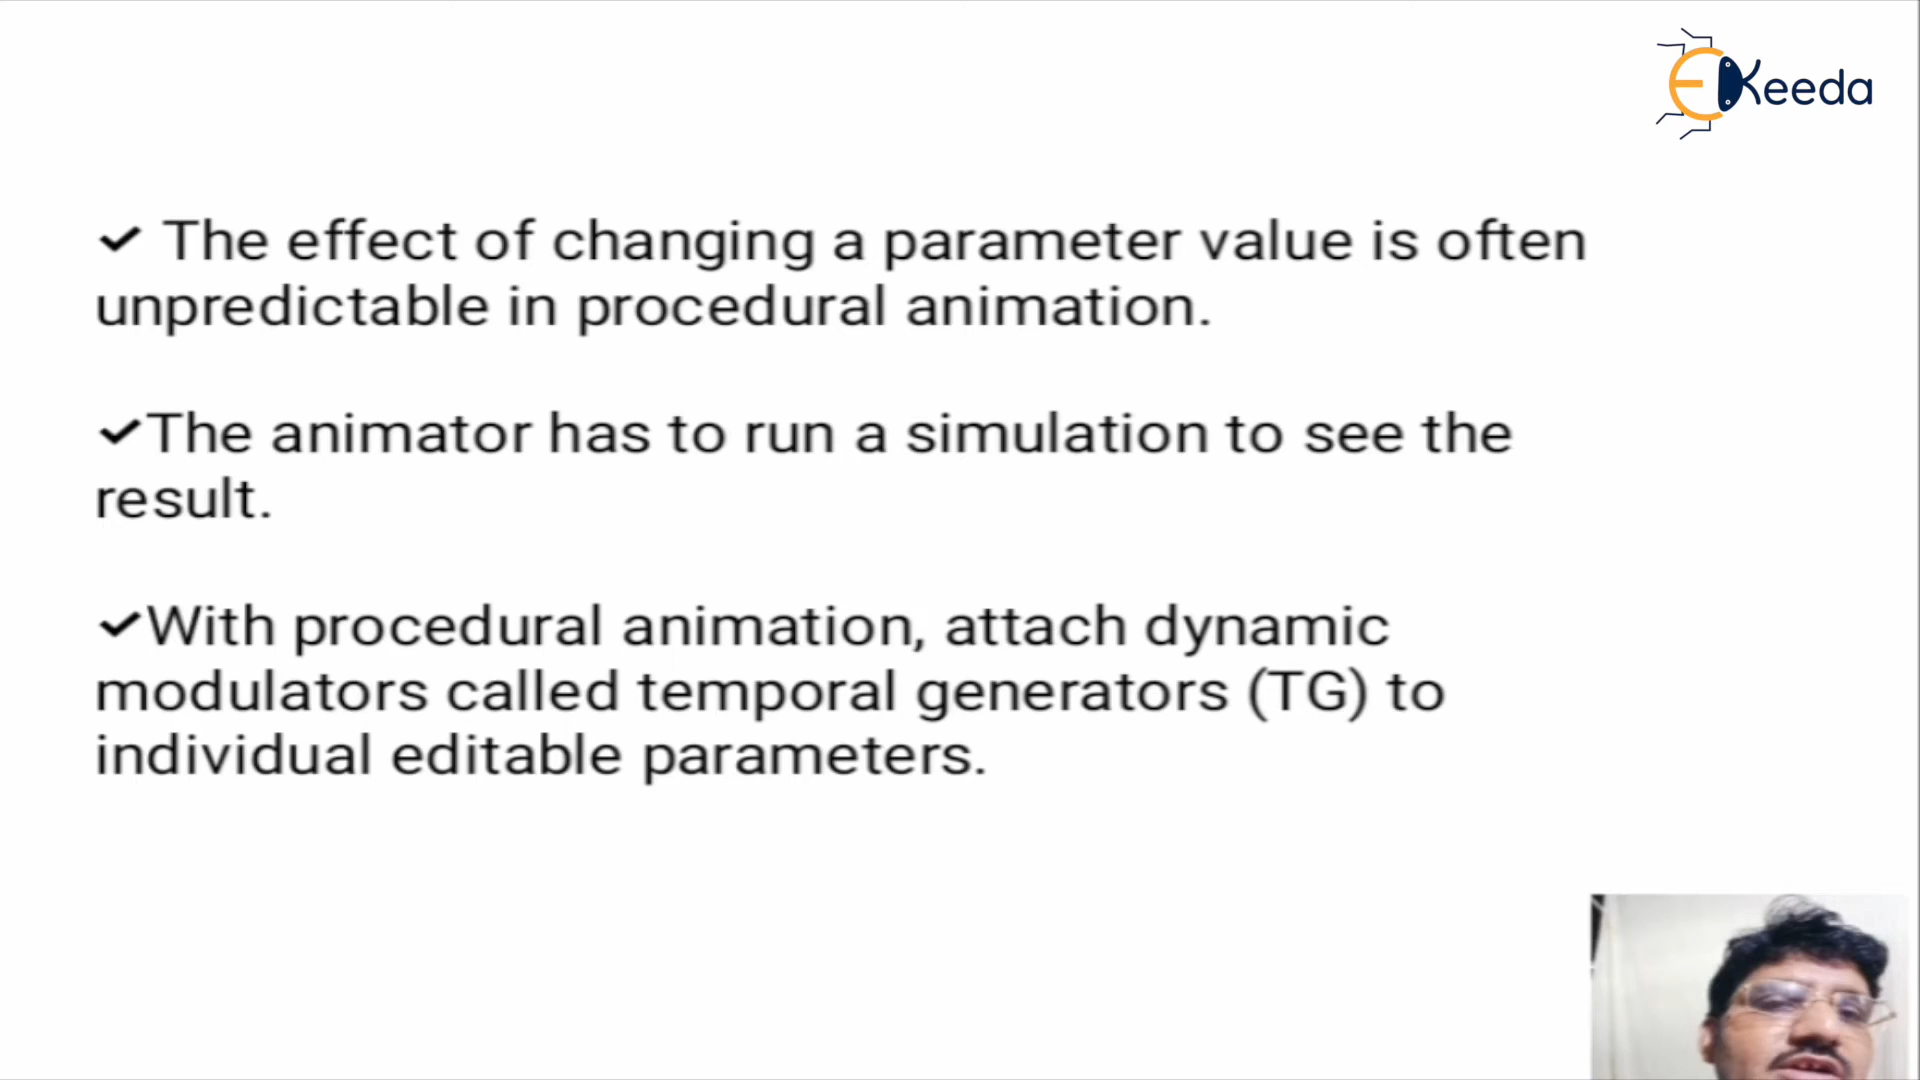 EKeeda
✓ The effect of changing a parameter value is often
unpredictable in procedural animation.
✓The animator has to run a simulation to see the
result.
✓With procedural animation, attach dynamic
modulators called temporal generators (TG) to
individual editable parameters.